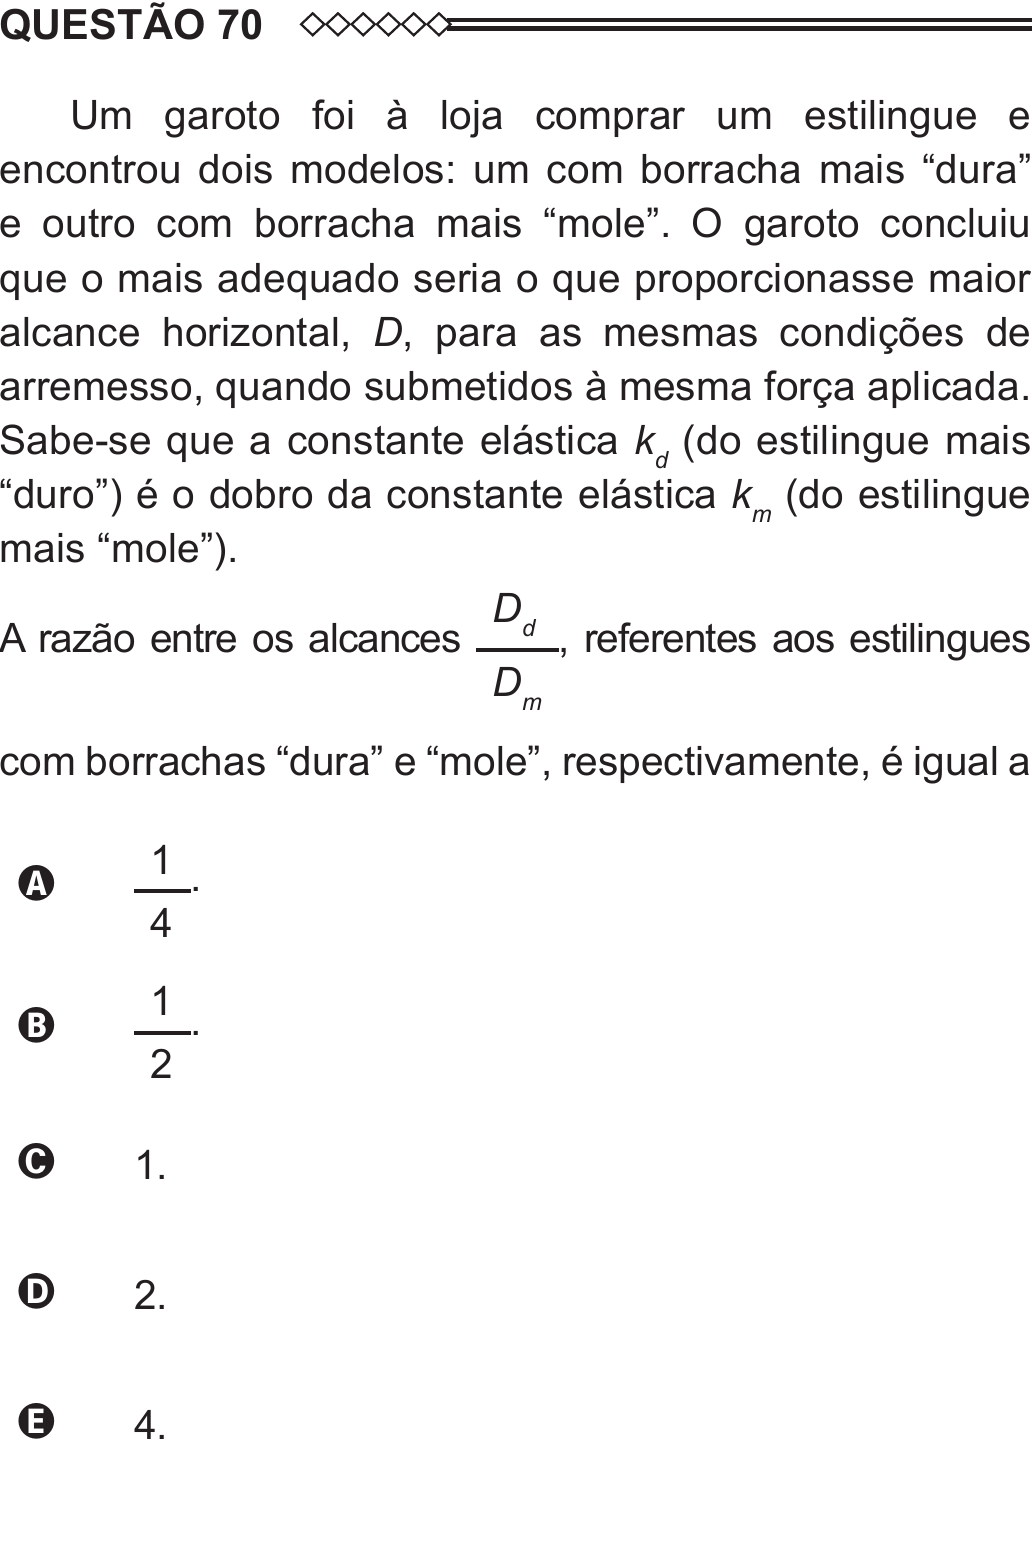 QUESTÃO 70
Um garoto foi à loja comprar um estilingue e
encontrou dois modelos: um com borracha mais “dura”
e outro com borracha mais “mole”. O garoto concluiu
que o mais adequado seria o que proporcionasse maior
alcance horizontal, D, para as mesmas condições de
arremesso, quando submetidos à mesma força aplicada.
Sabe-se que a constante elástica k_d (do estilingue mais
“duro”) é o dobro da constante elástica k_m (do estilingue
mais “mole”).
A razão entre os alcances D_d/D_m, referentes aos estilingues
com borrachas “dura” e “mole”, respectivamente, é igual a
A 1/4.
B 1/2.
C 1.
D 2.
E 4.